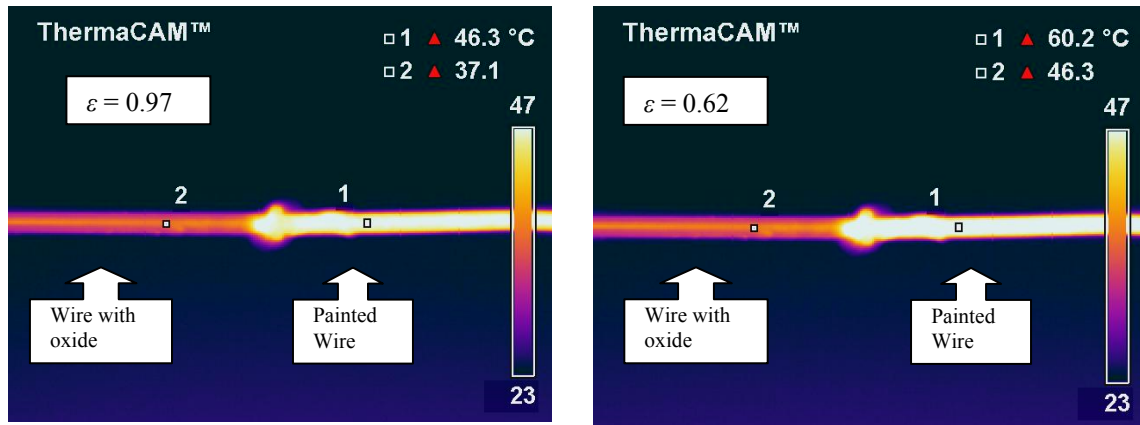 ThermaCAM™
□ 1 ▲ 46.3 °C
□ 2 ▲ 37.1
ε = 0.97
47
2
1
Wire with
oxide
Painted
Wire
23
ThermaCAM™
□ 1 ▲ 60.2 °C
□ 2 ▲ 46.3
ε = 0.62
47
2
1
Wire with
oxide
Painted
Wire
23